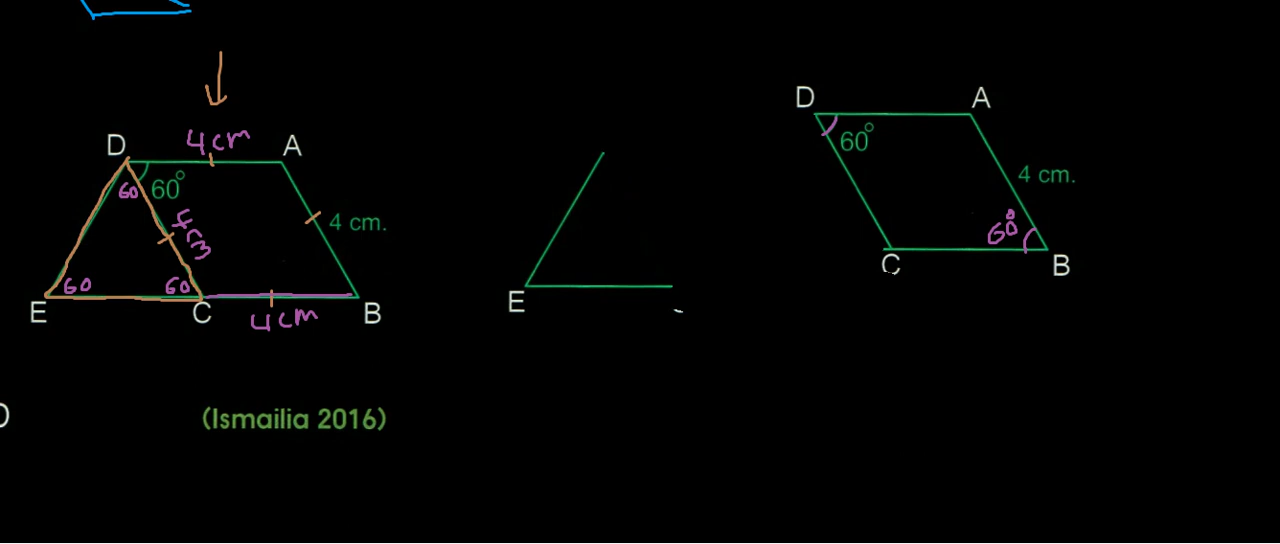 D 4cm A
60 60° 4cm 4 cm.
E 60 60 C 4cm B
E
D A
60° 4 cm.
60°
C B
(Ismailia 2016)